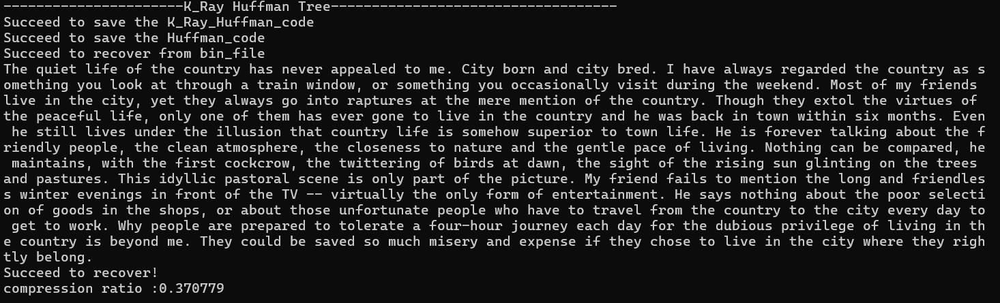 ----------------------K_Ray Huffman Tree-----------------------------------
Succeed to save the K_Ray_Huffman_code
Succeed to save the Huffman_code
Succeed to recover from bin_file
The quiet life of the country has never appealed to me. City born and city bred. I have always regarded the country as s
omething you look at through a train window, or something you occasionally visit during the weekend. Most of my friends
live in the city, yet they always go into raptures at the mere mention of the country. Though they extol the virtues of
the peaceful life, only one of them has ever gone to live in the country and he was back in town within six months. Even
 he still lives under the illusion that country life is somehow superior to town life. He is forever talking about the f
riendly people, the clean atmosphere, the closeness to nature and the gentle pace of living. Nothing can be compared, he
 maintains, with the first cockcrow, the twittering of birds at dawn, the sight of the rising sun glinting on the trees
and pastures. This idyllic pastoral scene is only part of the picture. My friend fails to mention the long and friendles
s winter evenings in front of the TV -- virtually the only form of entertainment. He says nothing about the poor selecti
on of goods in the shops, or about those unfortunate people who have to travel from the country to the city every day to
 get to work. Why people are prepared to tolerate a four-hour journey each day for the dubious privilege of living in th
e country is beyond me. They could be saved so much misery and expense if they chose to live in the city where they righ
tly belong.
Succeed to recover!
compression ratio :0.370779